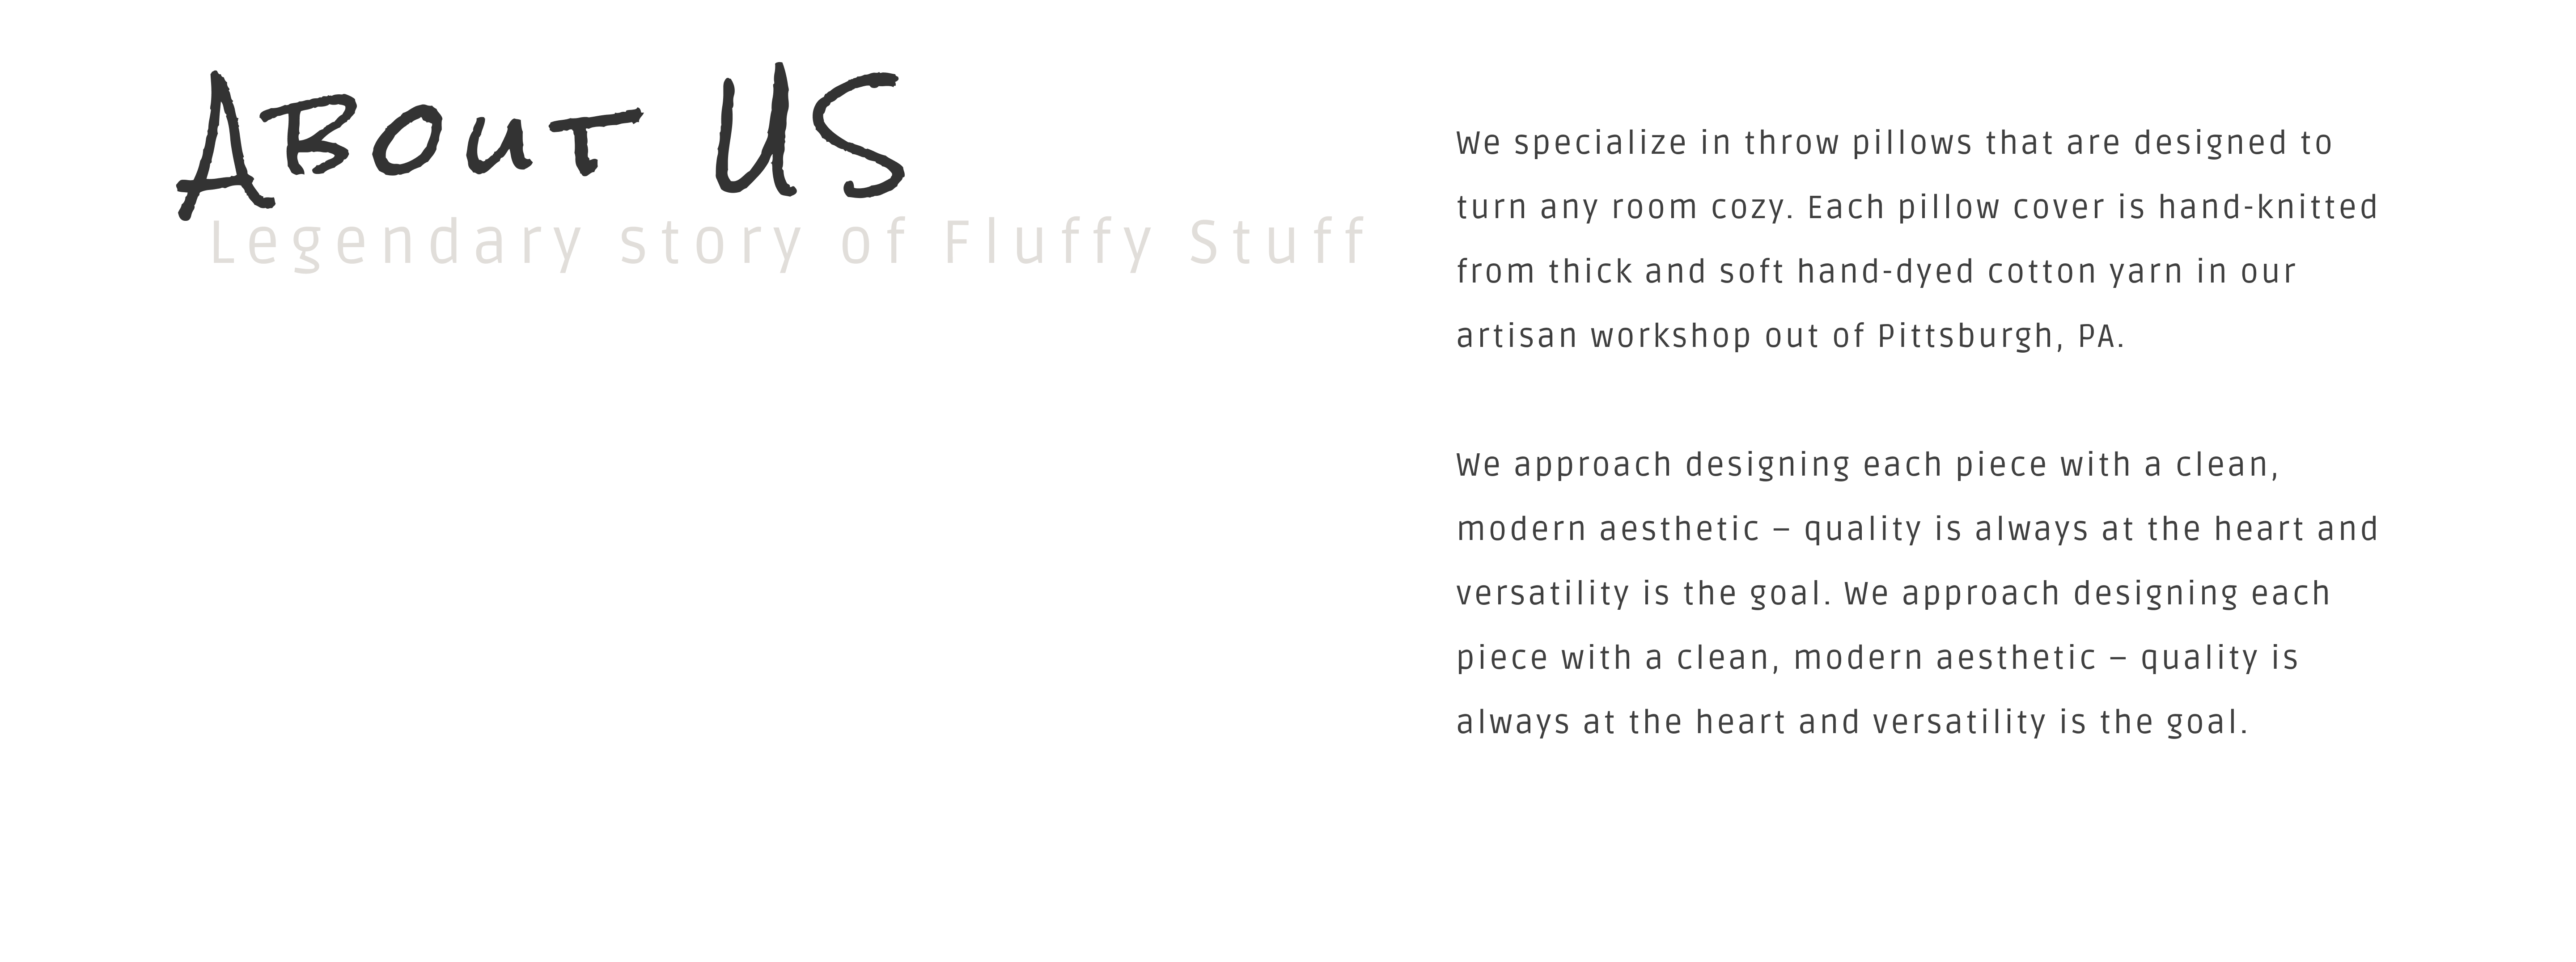 About US
Legendary story of Fluffy Stuff
We specialize in throw pillows that are designed to
turn any room cozy. Each pillow cover is hand-knitted
from thick and soft hand-dyed cotton yarn in our
artisan workshop out of Pittsburgh, PA.
We approach designing each piece with a clean,
modern aesthetic – quality is always at the heart and
versatility is the goal. We approach designing each
piece with a clean, modern aesthetic – quality is
always at the heart and versatility is the goal.